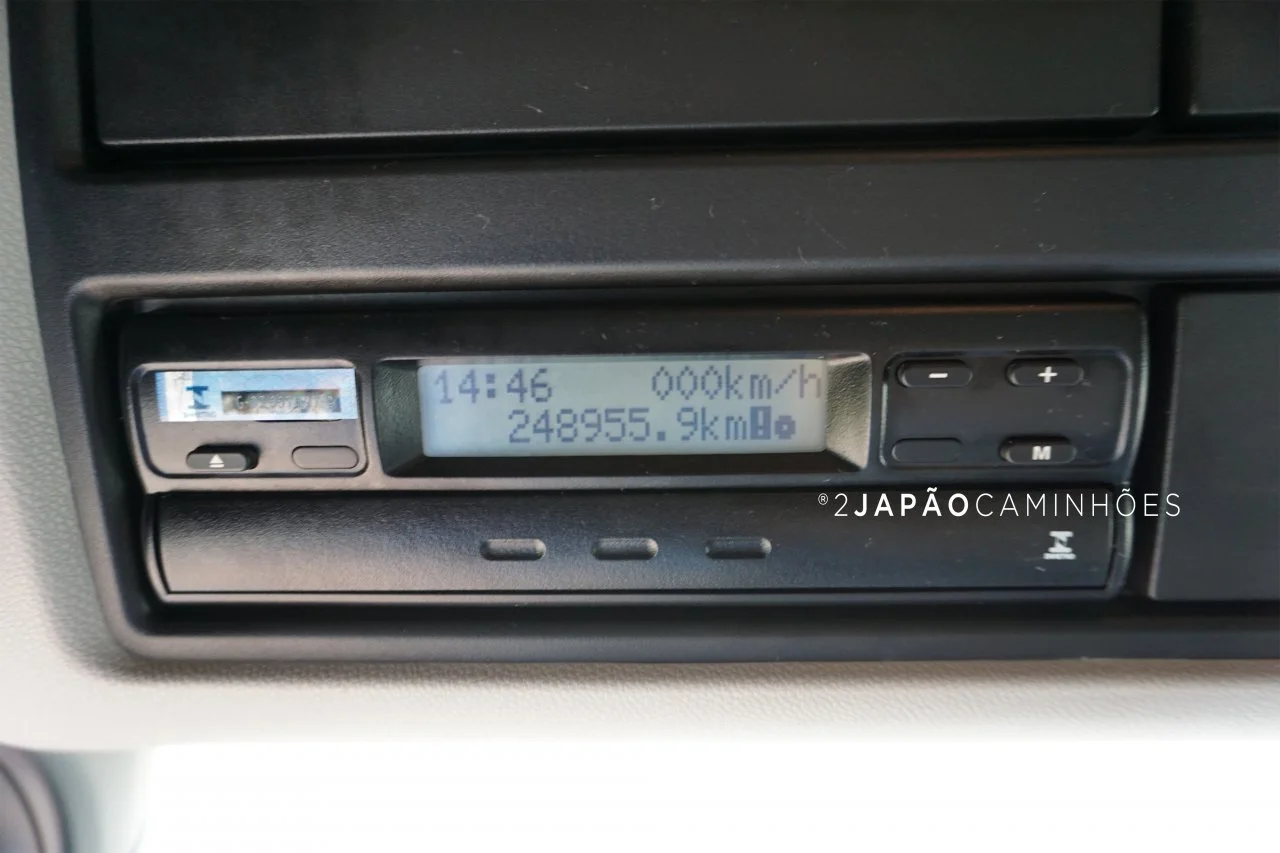 14:46 000km/h
248955.9km
- +
M
®2JAPÃOCAMINHÕES